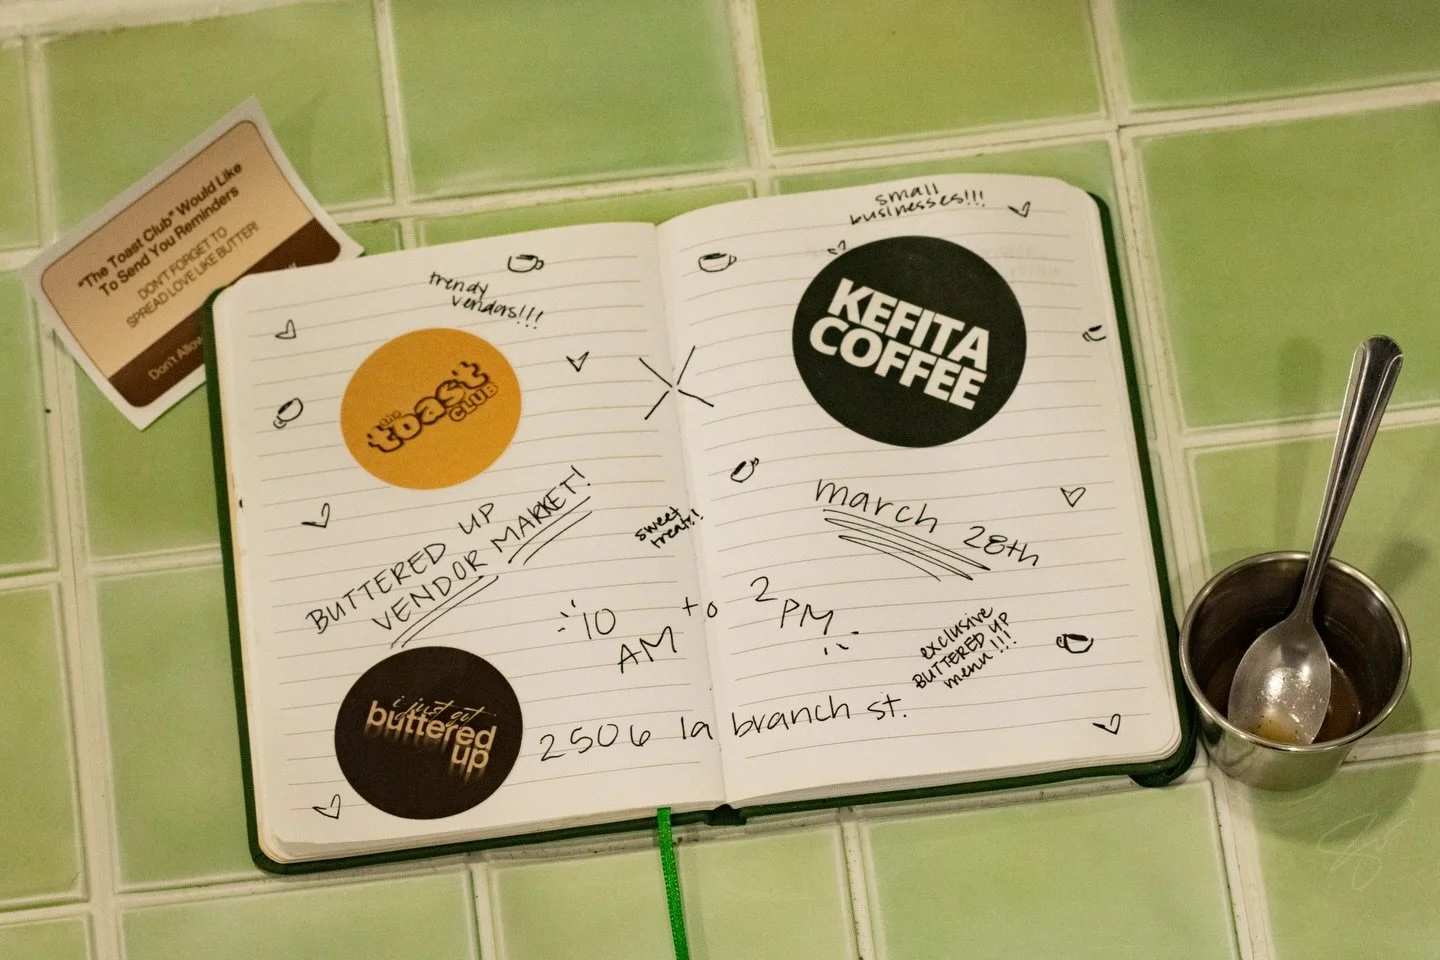 "The Toast Club" Would Like
To Send You Reminders
DON'T FORGET TO
SPREAD LOVE LIKE BUTTER!
Don't Allow
trendy
vendors!!!
the
toast
CLUB
BUTTERED UP
VENDOR MARKET!
i just got
buttered
up
small
businesses!!!
KEFITA
COFFEE
sweet
treats!!
march 28th
10 AM to 2 PM
exclusive
BUTTERED UP
menu!!!
2506 la branch st.